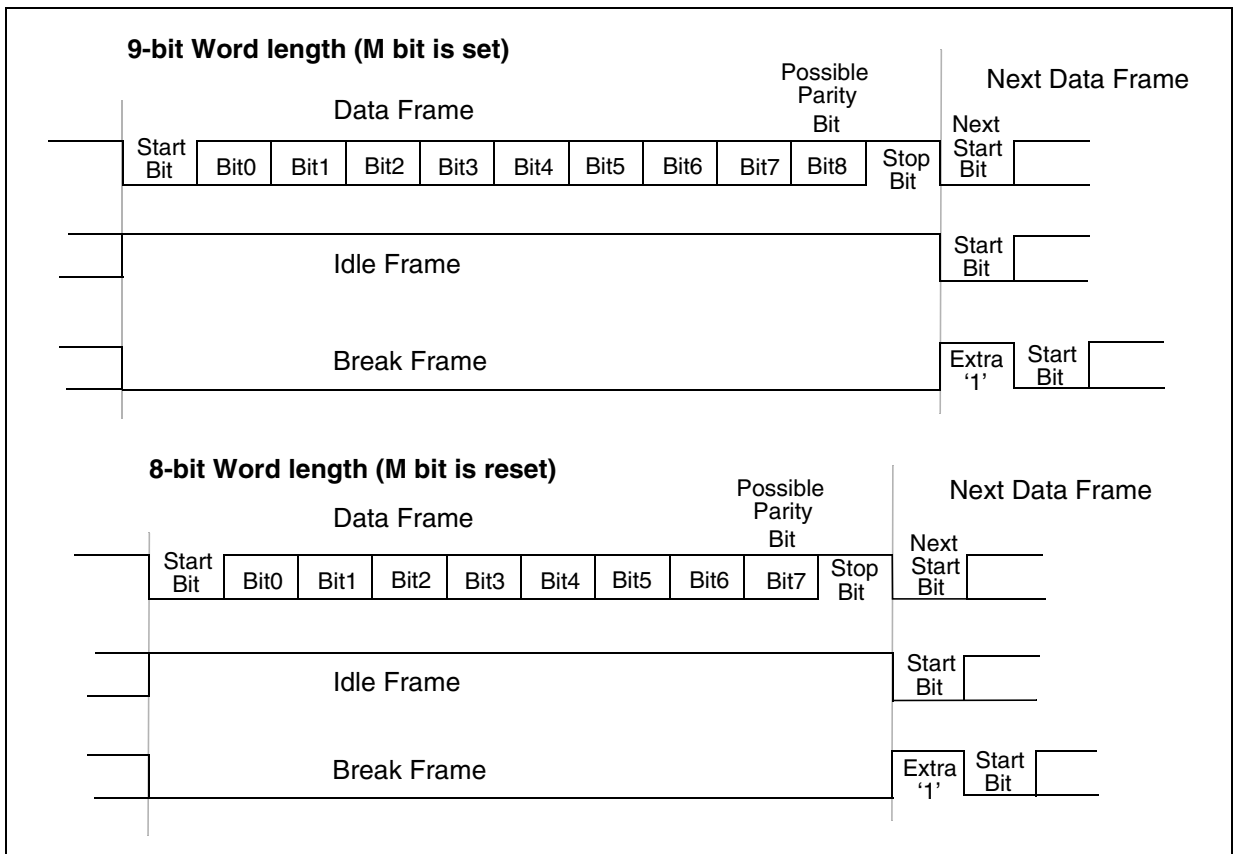 9-bit Word length (M bit is set)
Possible
Parity
Bit
Next Data Frame
Data Frame
Start
Bit
Bit0
Bit1
Bit2
Bit3
Bit4
Bit5
Bit6
Bit7
Bit8
Stop
Bit
Next
Start
Bit
Idle Frame
Start
Bit
Break Frame
Extra
‘1’
Start
Bit
8-bit Word length (M bit is reset)
Possible
Parity
Bit
Next Data Frame
Data Frame
Start
Bit
Bit0
Bit1
Bit2
Bit3
Bit4
Bit5
Bit6
Bit7
Stop
Bit
Next
Start
Bit
Idle Frame
Start
Bit
Break Frame
Extra
‘1’
Start
Bit